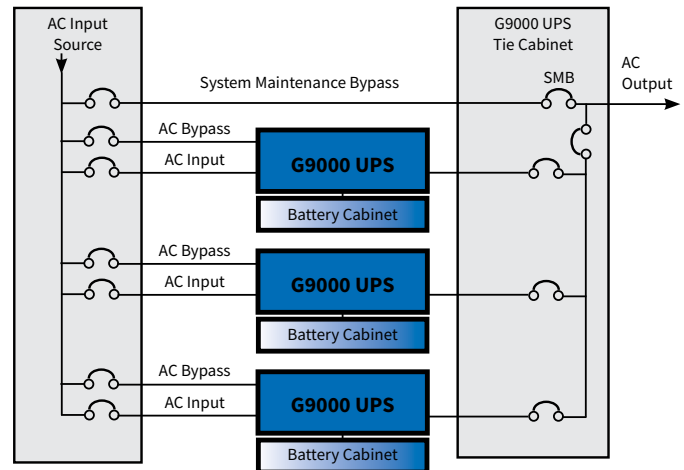 AC Input
Source
G9000 UPS
Tie Cabinet
AC
Output
System Maintenance Bypass
SMB
AC Bypass
AC Input
G9000 UPS
Battery Cabinet
AC Bypass
AC Input
G9000 UPS
Battery Cabinet
AC Bypass
AC Input
G9000 UPS
Battery Cabinet